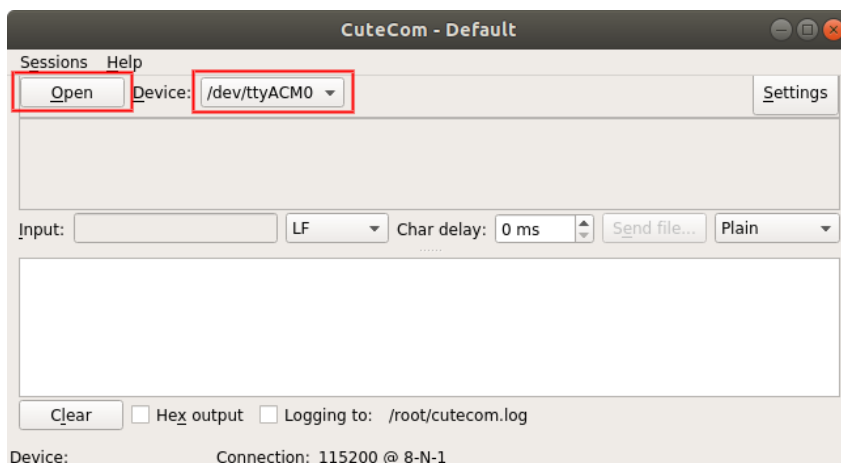 CuteCom - Default
Sessions Help
Open Device: /dev/ttyACM0 Settings
Input: LF Char delay: 0 ms Send file... Plain
Clear Hex output Logging to: /root/cutecom.log
Device: Connection: 115200 @ 8-N-1